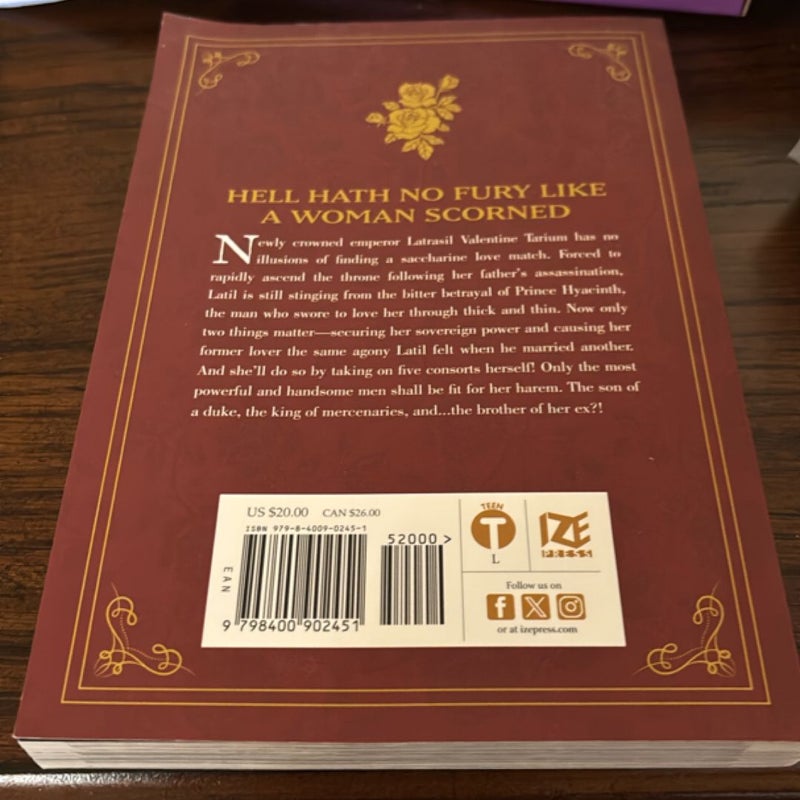 HELL HATH NO FURY LIKE
A WOMAN SCORNED
Newly crowned emperor Latrasil Valentine Tarium has no
illusions of finding a saccharine love match. Forced to
rapidly ascend the throne following her father's assassination,
Latil is still stinging from the bitter betrayal of Prince Hyacinth,
the man who swore to love her through thick and thin. Now only
two things matter—securing her sovereign power and causing her
former lover the same agony Latil felt when he married another.
And she'll do so by taking on five consorts herself! Only the most
powerful and handsome men shall be fit for her harem. The son of
a duke, the king of mercenaries, and...the brother of her ex?!
US $20.00 CAN $26.00
ISBN 979-8-4009-0245-1
52000 >
EAN
9 798400 902451
TEEN
T
L
IZE
PRESS
Follow us on
f X
or at izepress.com